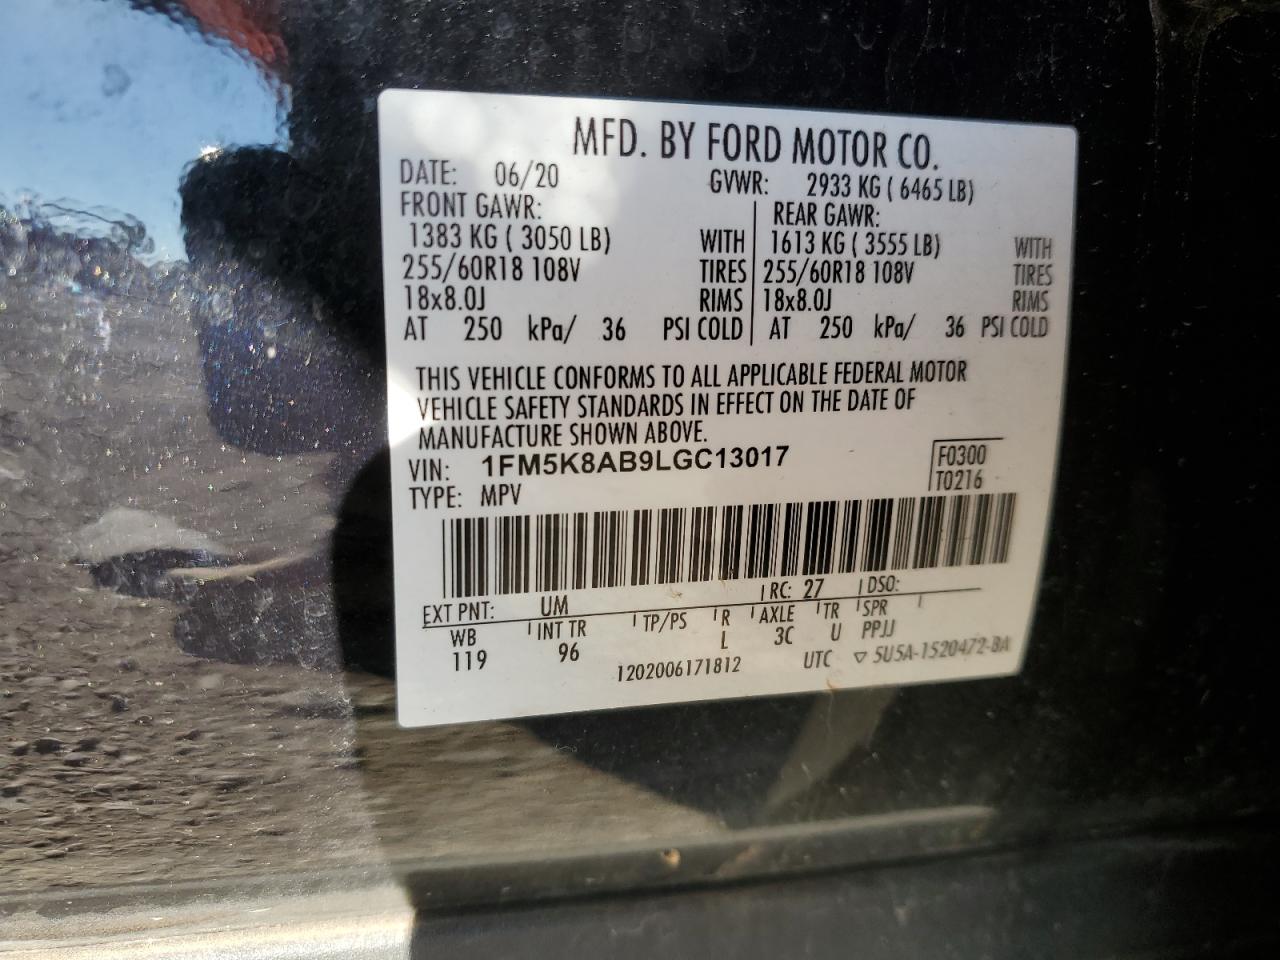 MFD. BY FORD MOTOR CO.
DATE: 06/20 GVWR: 2933 KG ( 6465 LB)
FRONT GAWR: REAR GAWR:
1383 KG ( 3050 LB) WITH 1613 KG ( 3555 LB) WITH
255/60R18 108V TIRES 255/60R18 108V TIRES
18x8.0J RIMS 18x8.0J RIMS
AT 250 kPa/ 36 PSI COLD AT 250 kPa/ 36 PSI COLD
THIS VEHICLE CONFORMS TO ALL APPLICABLE FEDERAL MOTOR
VEHICLE SAFETY STANDARDS IN EFFECT ON THE DATE OF
MANUFACTURE SHOWN ABOVE.
VIN: 1FM5K8AB9LGC13017 F0300
TYPE: MPV T0216
EXT PNT: UM RC: 27 DSO:
WB INT TR TP/PS R AXLE TR SPR
119 96 L 3C U PPJJ
1202006171812 UTC ▽ 5U5A-1520472-BA